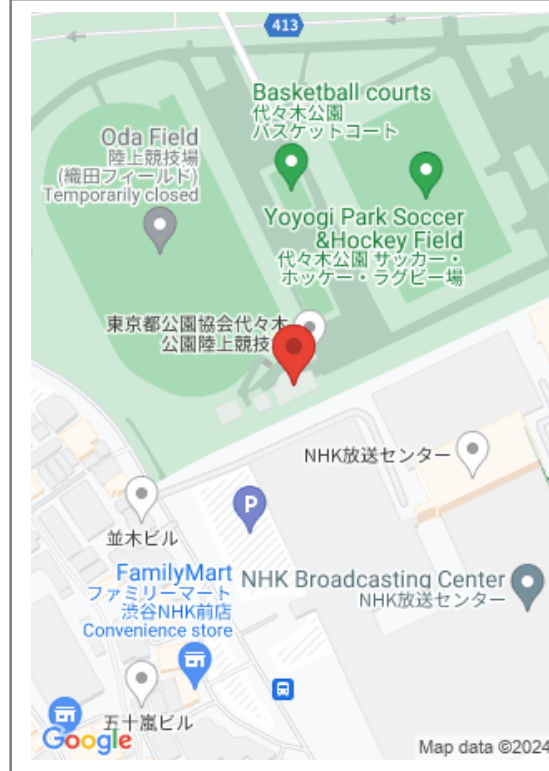 413
Basketball courts
代々木公園
バスケットコート
Oda Field
陸上競技場
(織田フィールド)
Temporarily closed
Yoyogi Park Soccer
&Hockey Field
代々木公園 サッカー・
ホッケー・ラグビー場
東京都公園協会代々木
公園陸上競技
NHK放送センター
P
並木ビル
FamilyMart
ファミリーマート
渋谷NHK前店
Convenience store
NHK Broadcasting Center
NHK放送センター
五十嵐ビル
Google
Map data ©2024